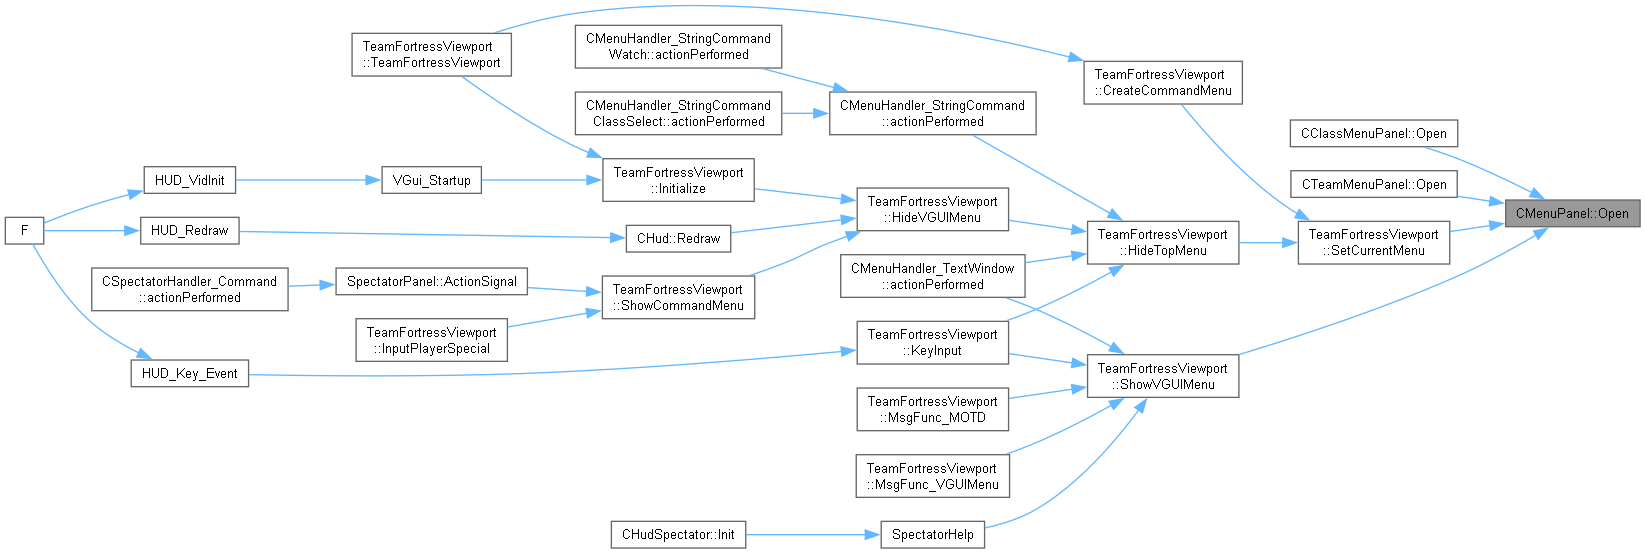 F
HUD_VidInit
HUD_Redraw
CSpectatorHandler_Command
::actionPerformed
HUD_Key_Event
TeamFortressViewport
::TeamFortressViewport
VGui_Startup
SpectatorPanel::ActionSignal
TeamFortressViewport
::InputPlayerSpecial
CMenuHandler_StringCommand
Watch::actionPerformed
CMenuHandler_StringCommand
ClassSelect::actionPerformed
TeamFortressViewport
::Initialize
CHud::Redraw
TeamFortressViewport
::ShowCommandMenu
CHudSpectator::Init
CMenuHandler_StringCommand
::actionPerformed
TeamFortressViewport
::HideVGUIMenu
CMenuHandler_TextWindow
::actionPerformed
TeamFortressViewport
::KeyInput
TeamFortressViewport
::MsgFunc_MOTD
TeamFortressViewport
::MsgFunc_VGUIMenu
SpectatorHelp
TeamFortressViewport
::CreateCommandMenu
TeamFortressViewport
::HideTopMenu
TeamFortressViewport
::ShowVGUIMenu
CClassMenuPanel::Open
CTeamMenuPanel::Open
TeamFortressViewport
::SetCurrentMenu
CMenuPanel::Open